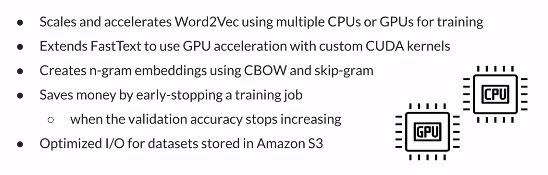 ● Scales and accelerates Word2Vec using multiple CPUs or GPUs for training
● Extends FastText to use GPU acceleration with custom CUDA kernels
● Creates n-gram embeddings using CBOW and skip-gram
● Saves money by early-stopping a training job
○ when the validation accuracy stops increasing
● Optimized I/O for datasets stored in Amazon S3
CPU
GPU